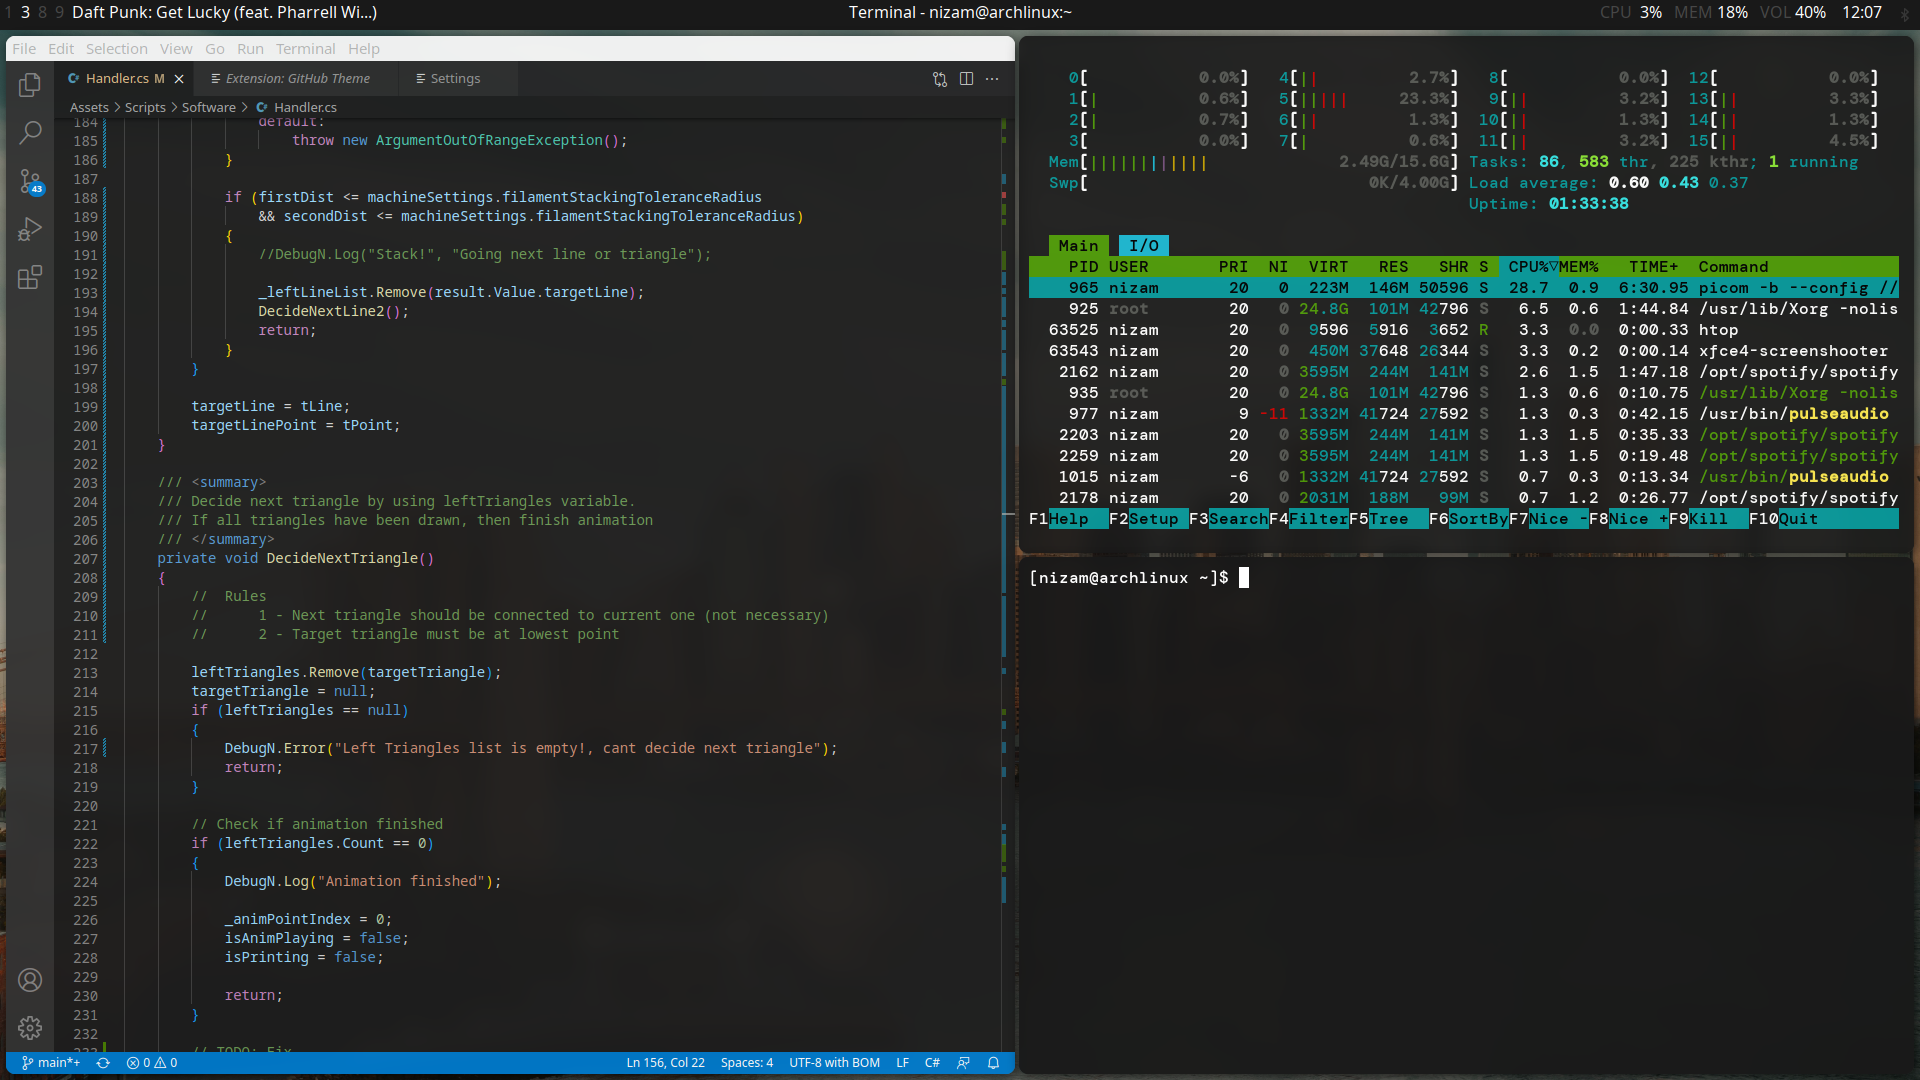 1 3 8 9 Daft Punk: Get Lucky (feat. Pharrell Wi...)
Terminal - nizam@archlinux:~
CPU 3% MEM 18% VOL 40% 12:07
File Edit Selection View Go Run Terminal Help
Handler.cs M
Extension: GitHub Theme
Settings
Assets > Scripts > Software > Handler.cs
43
184 default:
185 throw new ArgumentOutOfRangeException();
186 }
187
188 if (firstDist <= machineSettings.filamentStackingToleranceRadius
189 && secondDist <= machineSettings.filamentStackingToleranceRadius)
190 {
191 //DebugN.Log("Stack!", "Going next line or triangle");
192
193 _leftLineList.Remove(result.Value.targetLine);
194 DecideNextLine2();
195 return;
196 }
197 }
198
199 targetLine = tLine;
200 targetLinePoint = tPoint;
201 }
202
203 /// <summary>
204 /// Decide next triangle by using leftTriangles variable.
205 /// If all triangles have been drawn, then finish animation
206 /// </summary>
207 private void DecideNextTriangle()
208 {
209 // Rules
210 // 1 - Next triangle should be connected to current one (not necessary)
211 // 2 - Target triangle must be at lowest point
212
213 leftTriangles.Remove(targetTriangle);
214 targetTriangle = null;
215 if (leftTriangles == null)
216 {
217 DebugN.Error("Left Triangles list is empty!, cant decide next triangle");
218 return;
219 }
220
221 // Check if animation finished
222 if (leftTriangles.Count == 0)
223 {
224 DebugN.Log("Animation finished");
225
226 _animPointIndex = 0;
227 isAnimPlaying = false;
228 isPrinting = false;
229
230 return;
231 }
232
233 // TODO: Fix
main*+ 0 0 Ln 156, Col 22 Spaces: 4 UTF-8 with BOM LF C#
0[ 0.0%] 4[|| 2.7%] 8[ 0.0%] 12[ 0.0%]
1[| 0.6%] 5[||||| 23.3%] 9[|| 3.2%] 13[|| 3.3%]
2[| 0.7%] 6[|| 1.3%] 10[|| 1.3%] 14[|| 1.3%]
3[ 0.0%] 7[| 0.6%] 11[|| 3.2%] 15[|| 4.5%]
Mem[|||||||||||| 2.49G/15.6G] Tasks: 86, 583 thr, 225 kthr; 1 running
Swp[ 0K/4.00G] Load average: 0.60 0.43 0.37
Uptime: 01:33:38
Main I/O
PID USER PRI NI VIRT RES SHR S CPU%▽MEM% TIME+ Command
965 nizam 20 0 223M 146M 50596 S 28.7 0.9 6:30.95 picom -b --config //
925 root 20 0 24.8G 101M 42796 S 6.5 0.6 1:44.84 /usr/lib/Xorg -nolis
63525 nizam 20 0 9596 5916 3652 R 3.3 0.0 0:00.33 htop
63543 nizam 20 0 450M 37648 26344 S 3.3 0.2 0:00.14 xfce4-screenshooter
2162 nizam 20 0 3595M 244M 141M S 2.6 1.5 1:47.18 /opt/spotify/spotify
935 root 20 0 24.8G 101M 42796 S 1.3 0.6 0:10.75 /usr/lib/Xorg -nolis
977 nizam 9 -11 1332M 41724 27592 S 1.3 0.3 0:42.15 /usr/bin/pulseaudio
2203 nizam 20 0 3595M 244M 141M S 1.3 1.5 0:35.33 /opt/spotify/spotify
2259 nizam 20 0 3595M 244M 141M S 1.3 1.5 0:19.48 /opt/spotify/spotify
1015 nizam -6 0 1332M 41724 27592 S 0.7 0.3 0:13.34 /usr/bin/pulseaudio
2178 nizam 20 0 2031M 188M 99M S 0.7 1.2 0:26.77 /opt/spotify/spotify
F1Help F2Setup F3SearchF4FilterF5Tree F6SortByF7Nice -F8Nice +F9Kill F10Quit
[nizam@archlinux ~]$